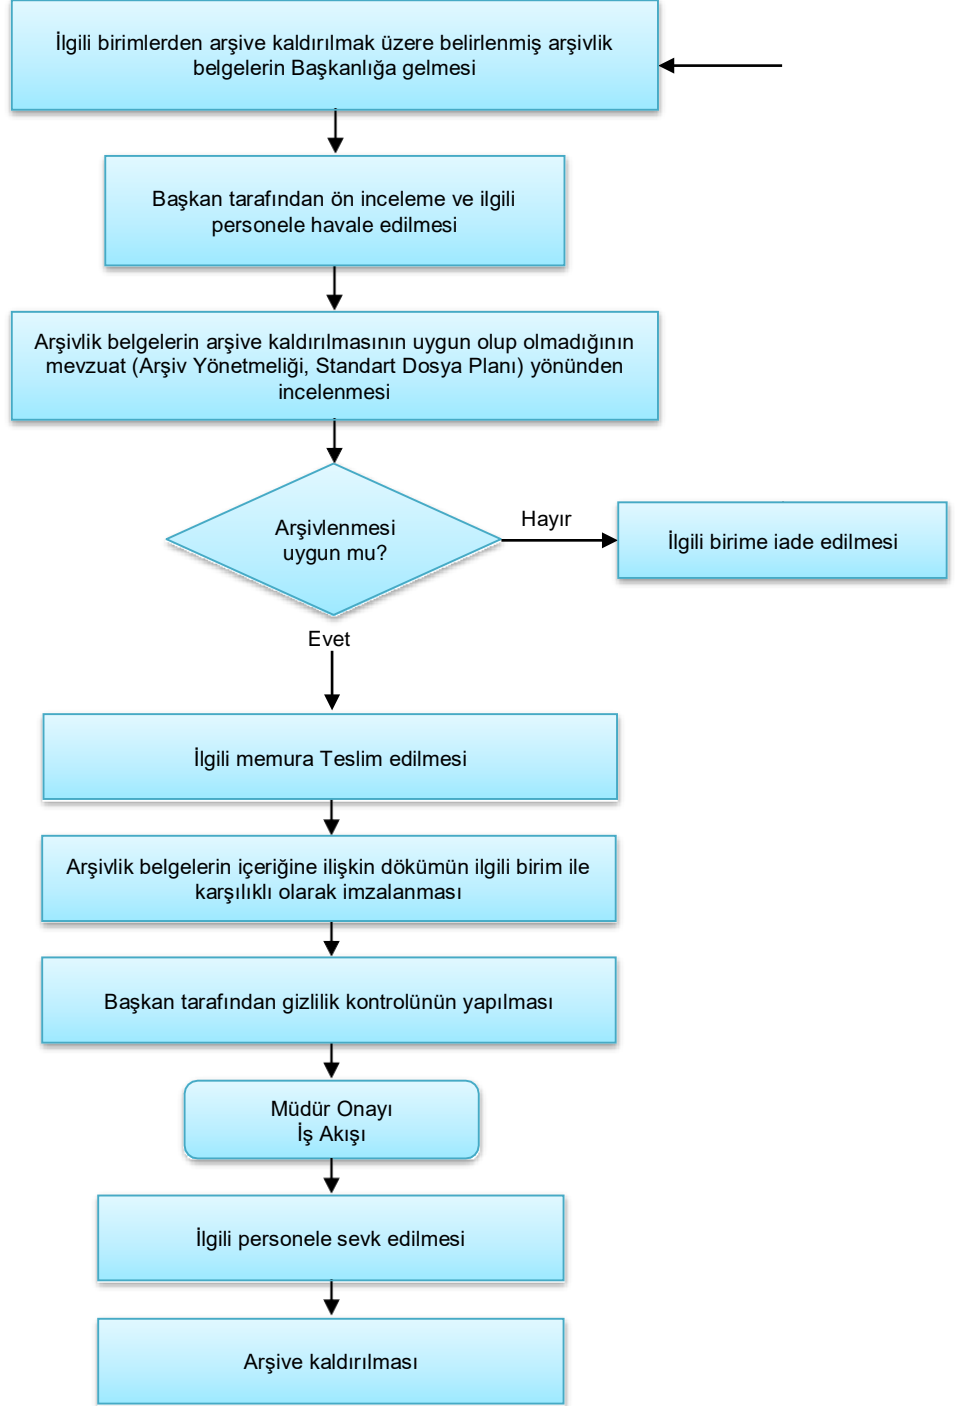 İlgili birimlerden arşive kaldırılmak üzere belirlenmiş arşivlik
belgelerin Başkanlığa gelmesi
Başkan tarafından ön inceleme ve ilgili
personele havale edilmesi
Arşivlik belgelerin arşive kaldırılmasının uygun olup olmadığının
mevzuat (Arşiv Yönetmeliği, Standart Dosya Planı) yönünden
incelenmesi
Arşivlenmesi
uygun mu?
Hayır
İlgili birime iade edilmesi
Evet
İlgili memura Teslim edilmesi
Arşivlik belgelerin içeriğine ilişkin dökümün ilgili birim ile
karşılıklı olarak imzalanması
Başkan tarafından gizlilik kontrolünün yapılması
Müdür Onayı
İş Akışı
İlgili personele sevk edilmesi
Arşive kaldırılması